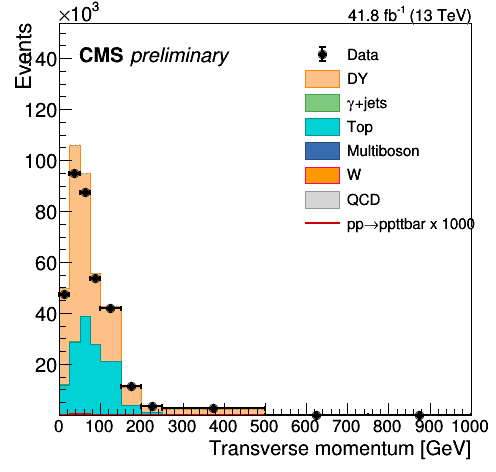 ×10³
41.8 fb⁻¹ (13 TeV)
Events
CMS preliminary
Data
DY
γ+jets
Top
Multiboson
W
QCD
pp→ppttbar x 1000
140
120
100
80
60
40
20
0 100 200 300 400 500 600 700 800 900 1000
Transverse momentum [GeV]